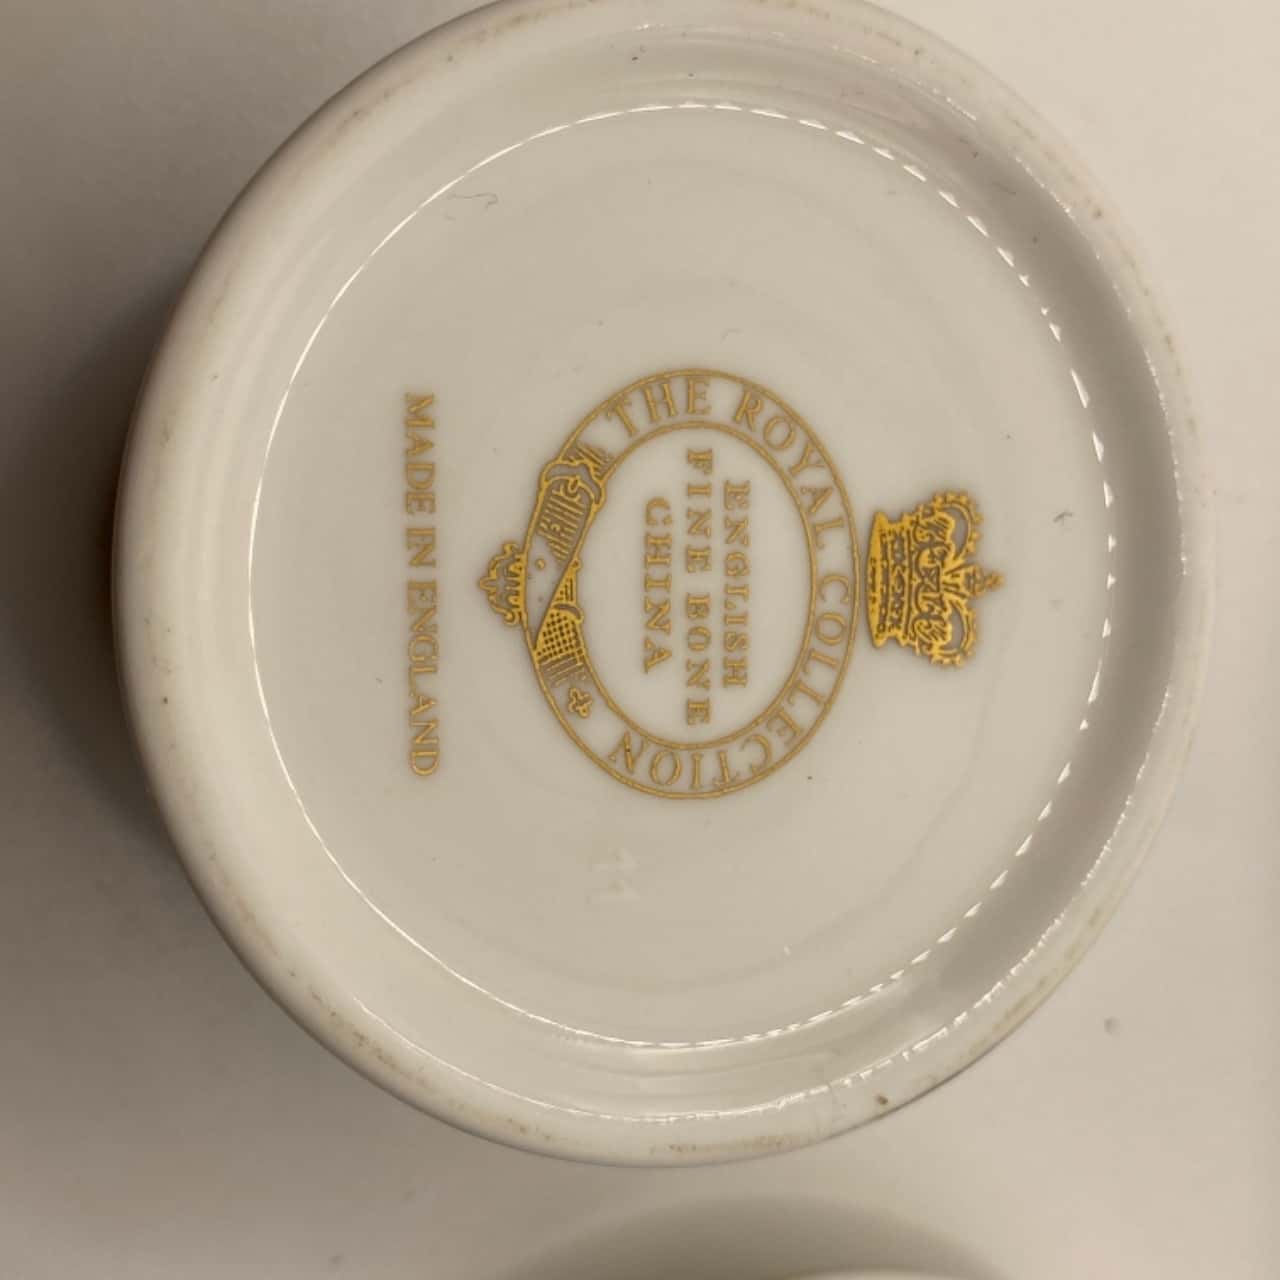 THE ROYAL COLLECTION
ENGLISH
FINE BONE
CHINA
MADE IN ENGLAND